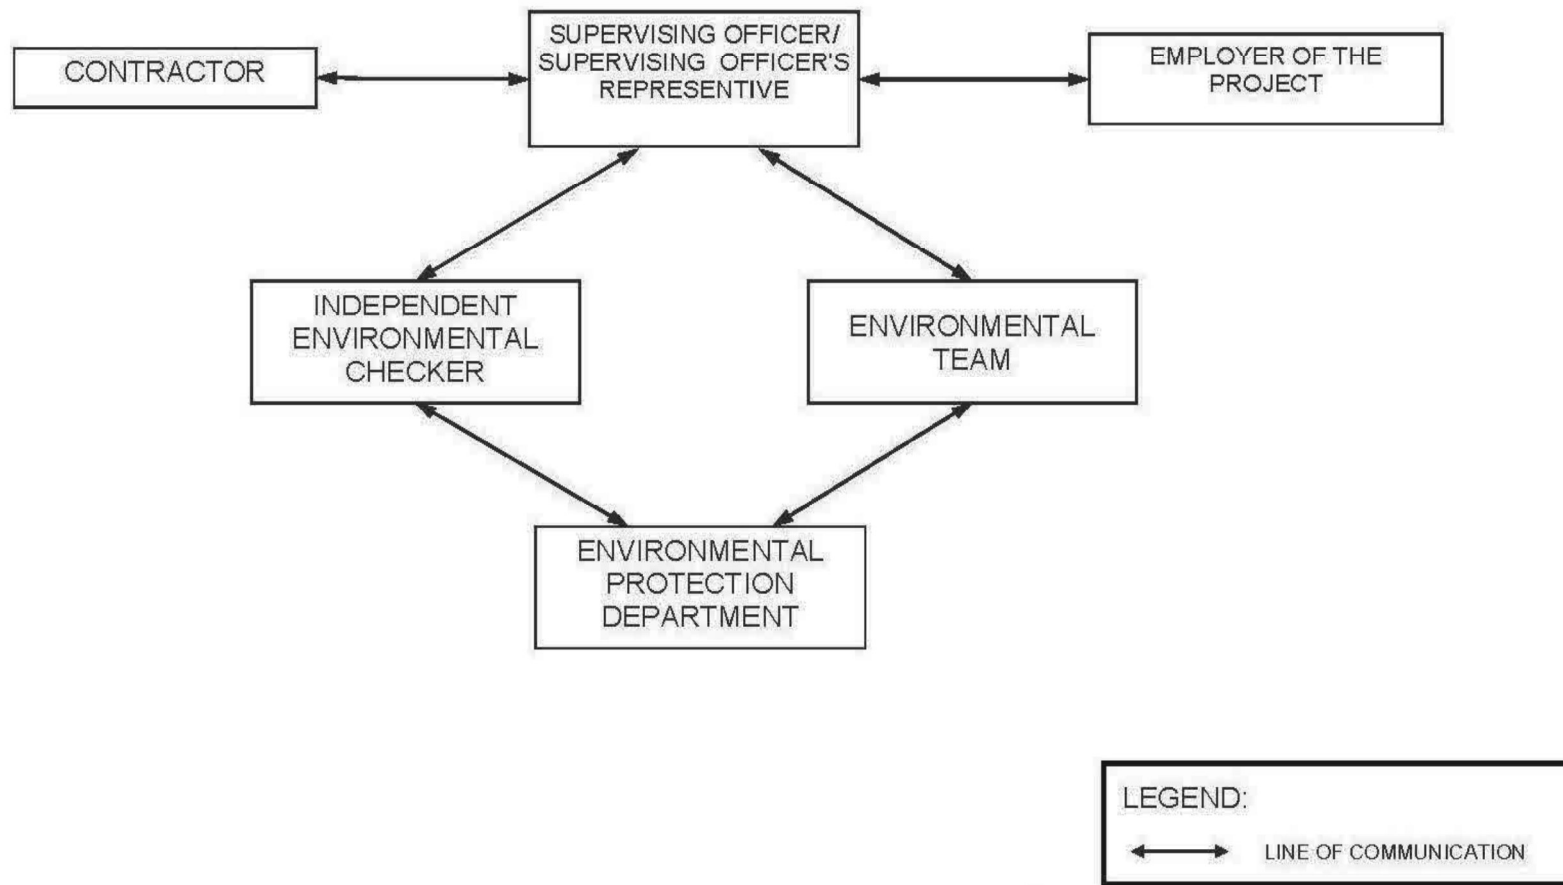 CONTRACTOR
SUPERVISING OFFICER/
SUPERVISING OFFICER'S
REPRESENTIVE
EMPLOYER OF THE
PROJECT
INDEPENDENT
ENVIRONMENTAL
CHECKER
ENVIRONMENTAL
TEAM
ENVIRONMENTAL
PROTECTION
DEPARTMENT
LEGEND:
LINE OF COMMUNICATION